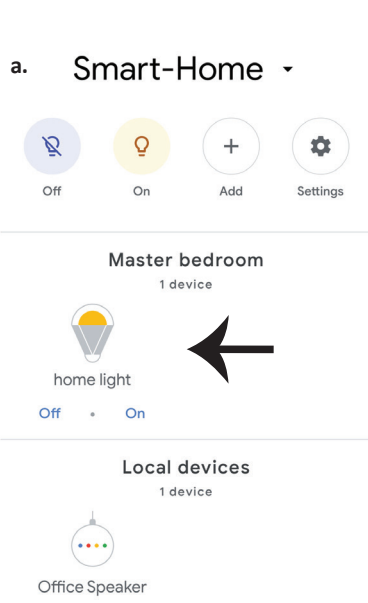 a. Smart-Home
Off On Add Settings
Master bedroom
1 device
home light
Off • On
Local devices
1 device
Office Speaker